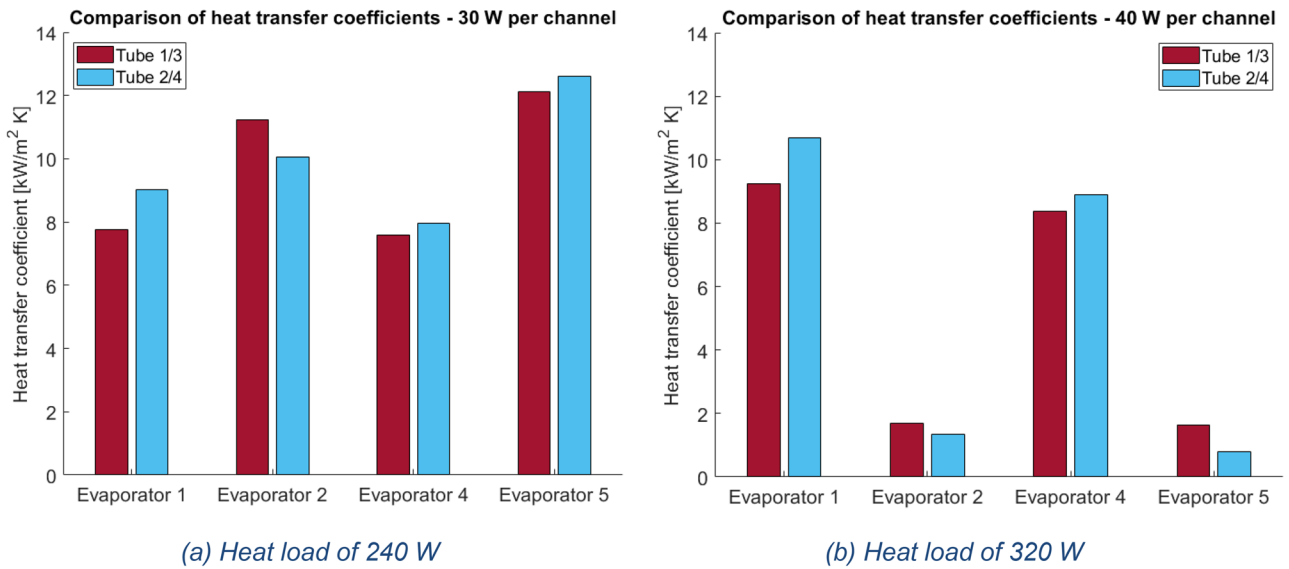 Comparison of heat transfer coefficients - 30 W per channel
14
12
10
8
6
4
2
0
Heat transfer coefficient [kW/m² K]
Tube 1/3
Tube 2/4
Evaporator 1
Evaporator 2
Evaporator 4
Evaporator 5
(a) Heat load of 240 W
Comparison of heat transfer coefficients - 40 W per channel
14
12
10
8
6
4
2
0
Heat transfer coefficient [kW/m² K]
Tube 1/3
Tube 2/4
Evaporator 1
Evaporator 2
Evaporator 4
Evaporator 5
(b) Heat load of 320 W